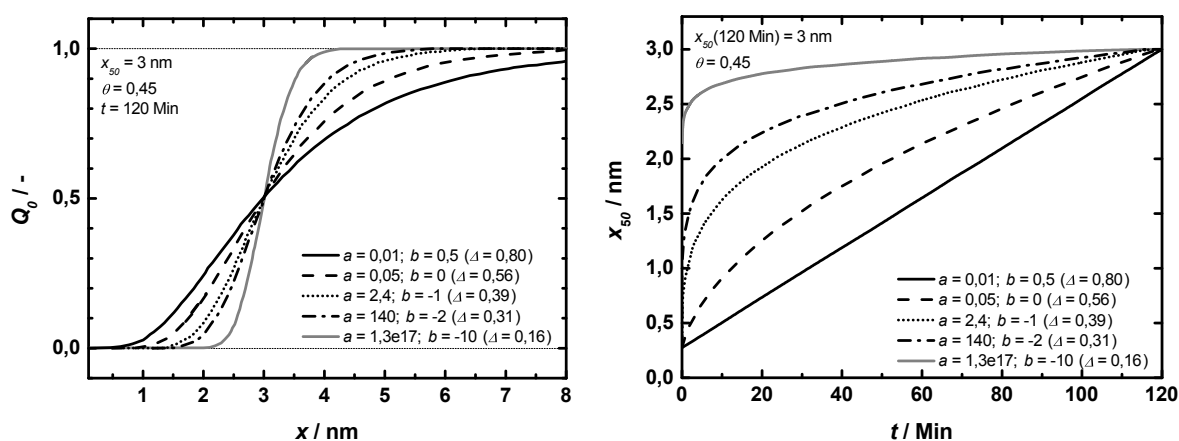 1,0
x50 = 3 nm
θ = 0,45
t = 120 Min
0,5
0,0
Q0 / -
a = 0,01; b = 0,5 (Δ = 0,80)
a = 0,05; b = 0 (Δ = 0,56)
a = 2,4; b = -1 (Δ = 0,39)
a = 140; b = -2 (Δ = 0,31)
a = 1,3e17; b = -10 (Δ = 0,16)
1 2 3 4 5 6 7 8
x / nm
x50(120 Min) = 3 nm
θ = 0,45
3,0
2,5
2,0
1,5
1,0
0,5
0,0
x50 / nm
a = 0,01; b = 0,5 (Δ = 0,80)
a = 0,05; b = 0 (Δ = 0,56)
a = 2,4; b = -1 (Δ = 0,39)
a = 140; b = -2 (Δ = 0,31)
a = 1,3e17; b = -10 (Δ = 0,16)
0 20 40 60 80 100 120
t / Min